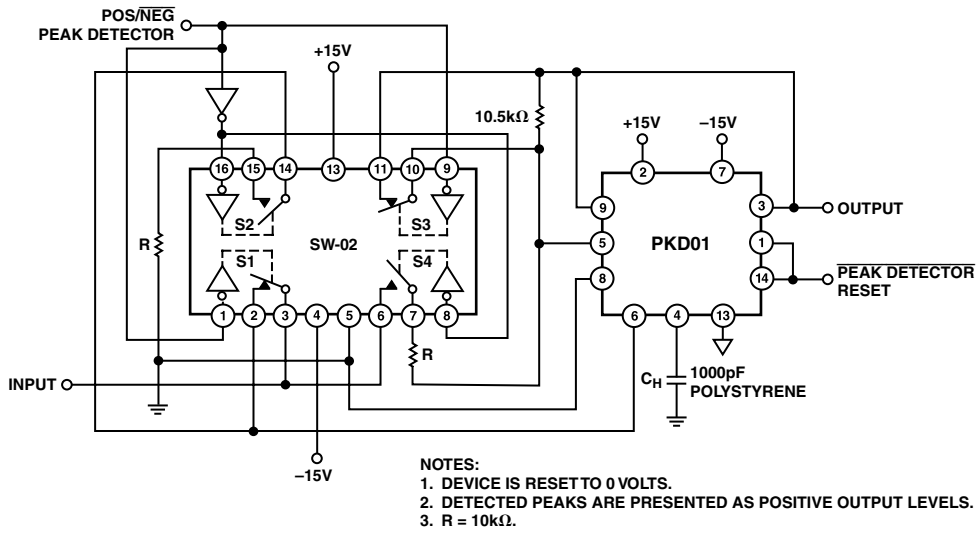 POS/NEG
PEAK DETECTOR
+15V
10.5kΩ
+15V
–15V
16
15
14
13
11
10
9
2
7
R
S2
S3
SW-02
S1
S4
9
5
8
PKD01
3
1
14
OUTPUT
PEAK DETECTOR
RESET
1
2
3
4
5
6
7
8
6
4
13
R
INPUT
CH
1000pF
POLYSTYRENE
–15V
NOTES:
1. DEVICE IS RESET TO 0 VOLTS.
2. DETECTED PEAKS ARE PRESENTED AS POSITIVE OUTPUT LEVELS.
3. R = 10kΩ.